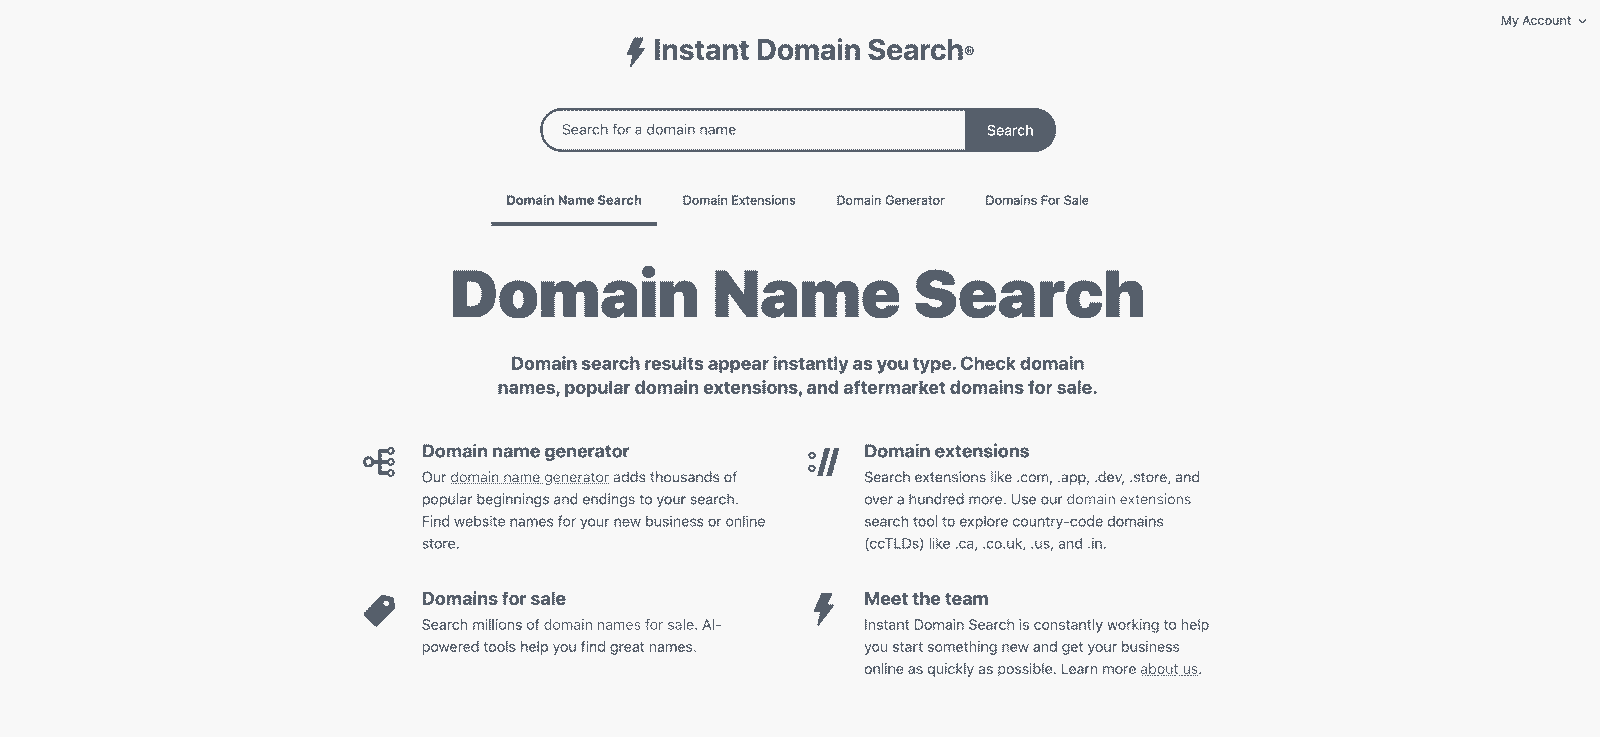 My Account
Instant Domain Search®
Search for a domain name
Search
Domain Name Search
Domain Extensions
Domain Generator
Domains For Sale
Domain Name Search
Domain search results appear instantly as you type. Check domain
names, popular domain extensions, and aftermarket domains for sale.
Domain name generator
Our domain name generator adds thousands of
popular beginnings and endings to your search.
Find website names for your new business or online
store.
Domain extensions
Search extensions like .com, .app, .dev, .store, and
over a hundred more. Use our domain extensions
search tool to explore country-code domains
(ccTLDs) like .ca, .co.uk, .us, and .in.
Domains for sale
Search millions of domain names for sale. AI-
powered tools help you find great names.
Meet the team
Instant Domain Search is constantly working to help
you start something new and get your business
online as quickly as possible. Learn more about us.